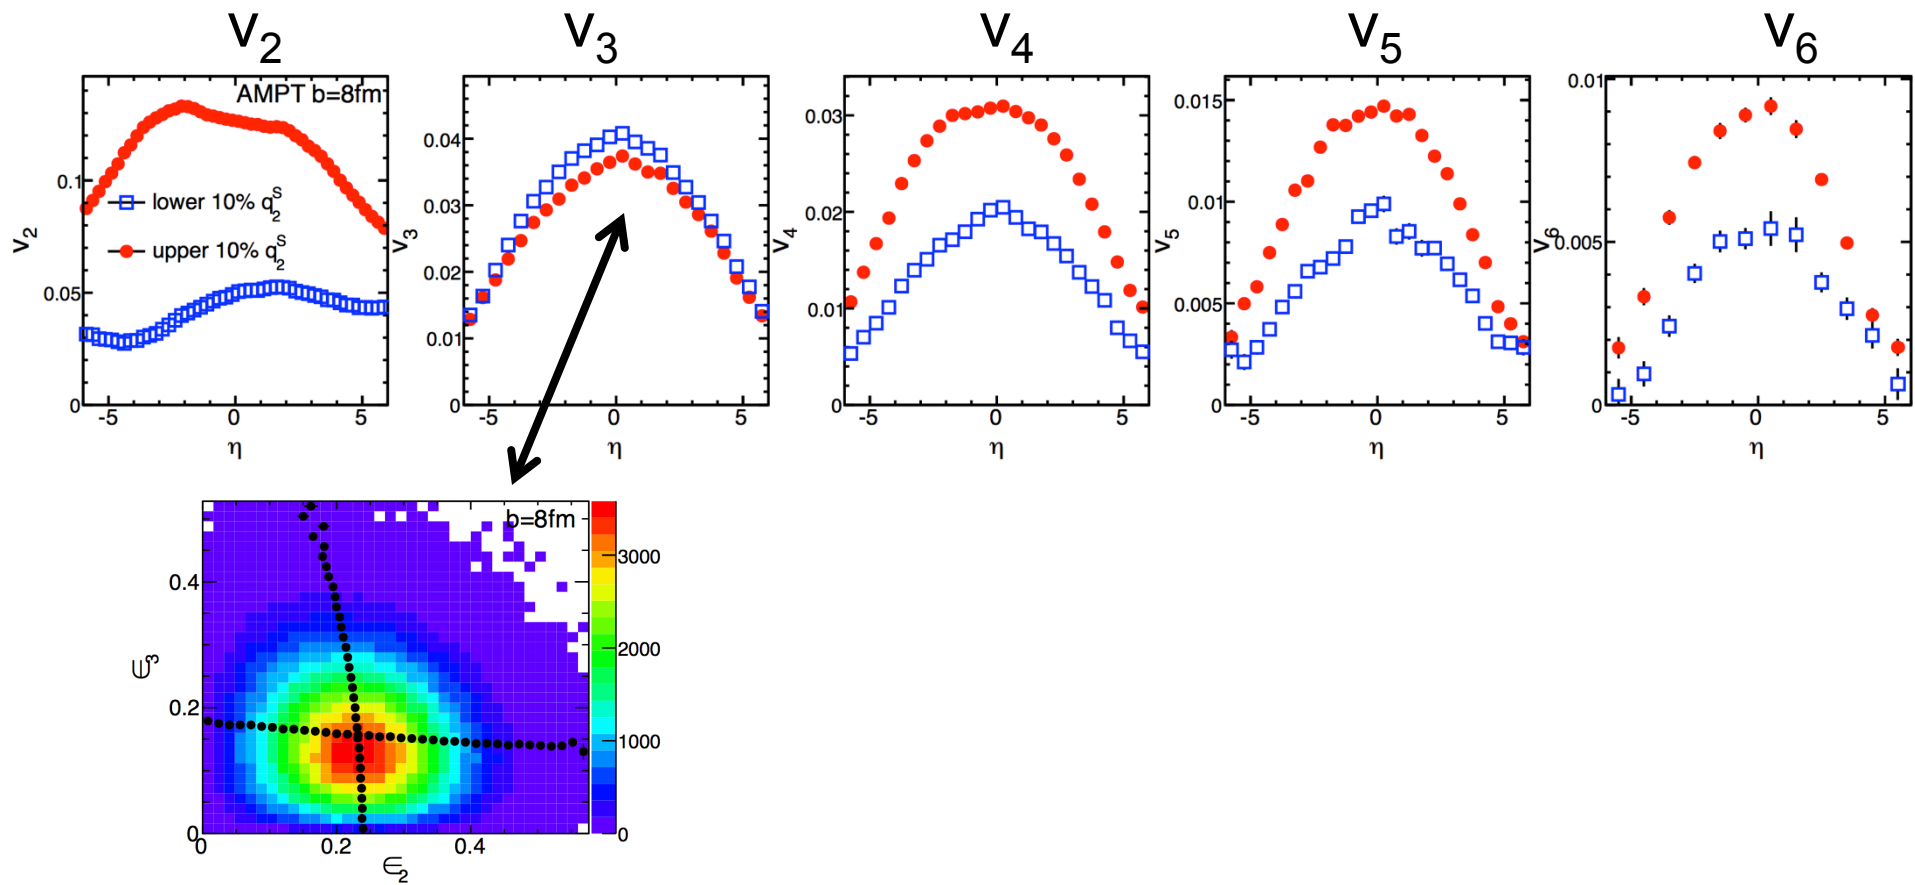 v2 v3 v4 v5 v6
AMPT b=8fm
lower 10% q2S
upper 10% q2S
v2
0.1
0.05
0
-5 0 5
η
v3
0.04
0.03
0.02
0.01
0
-5 0 5
η
v4
0.03
0.02
0.01
0
-5 0 5
η
v5
0.015
0.01
0.005
0
-5 0 5
η
v6
0.01
0.005
0
-5 0 5
η
b=8fm
∈3
0.4
0.2
0
0 0.2 0.4
∈2
3000
2000
1000
0